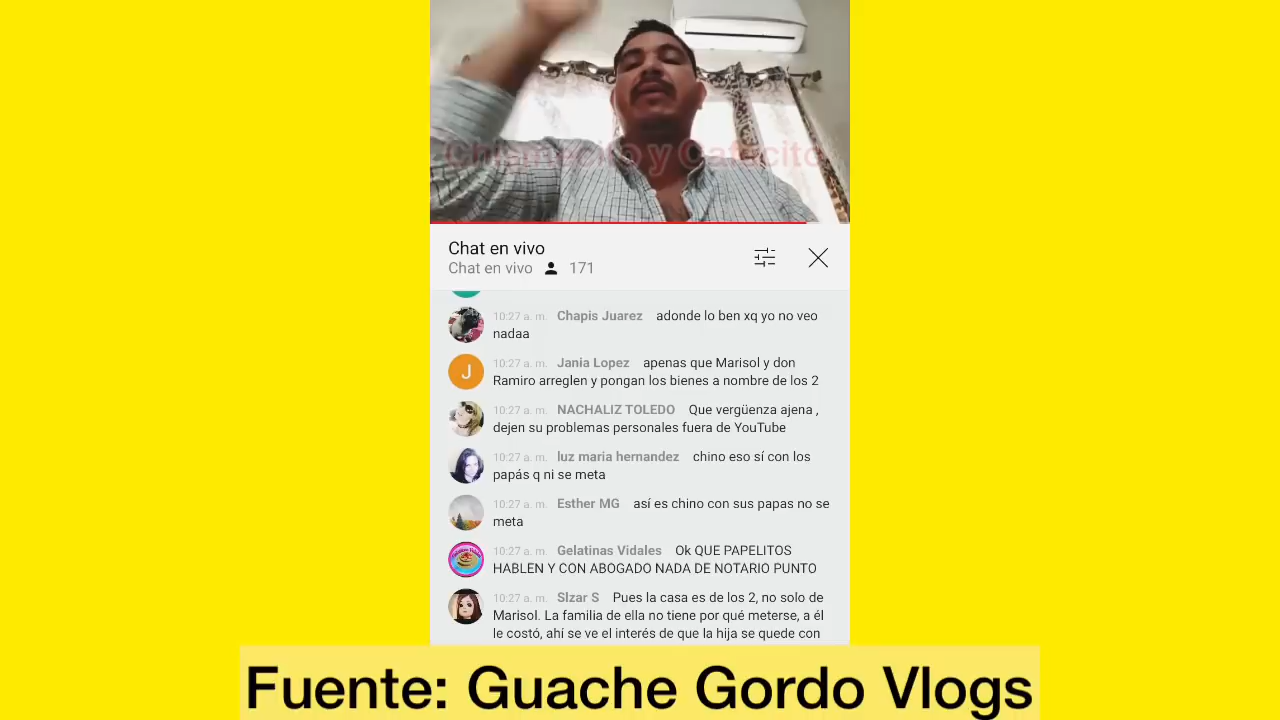 Chismecito y Cafecito
Chat en vivo
Chat en vivo 171
10:27 a. m. Chapis Juarez adonde lo ben xq yo no veo
nadaa
J
10:27 a. m. Jania Lopez apenas que Marisol y don
Ramiro arreglen y pongan los bienes a nombre de los 2
10:27 a. m. NACHALIZ TOLEDO Que vergüenza ajena ,
dejen su problemas personales fuera de YouTube
10:27 a. m. luz maria hernandez chino eso sí con los
papás q ni se meta
10:27 a. m. Esther MG así es chino con sus papas no se
meta
10:27 a. m. Gelatinas Vidales Ok QUE PAPELITOS
HABLEN Y CON ABOGADO NADA DE NOTARIO PUNTO
10:27 a. m. Slzar S Pues la casa es de los 2, no solo de
Marisol. La familia de ella no tiene por qué meterse, a él
le costó, ahí se ve el interés de que la hija se quede con
Fuente: Guache Gordo Vlogs